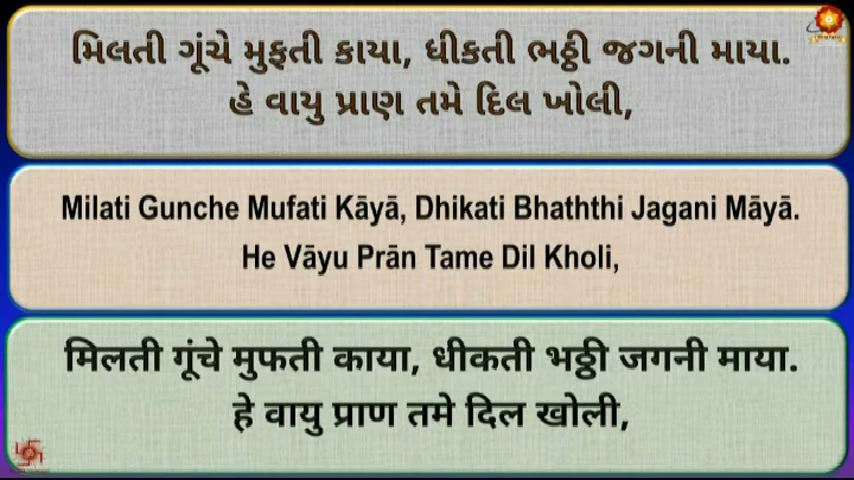 મિલતી ગૂંચે મુફતી કાયા, ધીકતી ભઠ્ઠી જગની માયા.
હે વાયુ પ્રાણ તમે દિલ ખોલી,
Milati Gunche Mufati Kāyā, Dhikati Bhaththi Jagani Māyā.
He Vāyu Prān Tame Dil Kholi,
मिलती गूंचे मुफती काया, धीकती भठ्ठी जगनी माया.
हे वायु प्राण तमे दिल खोली,